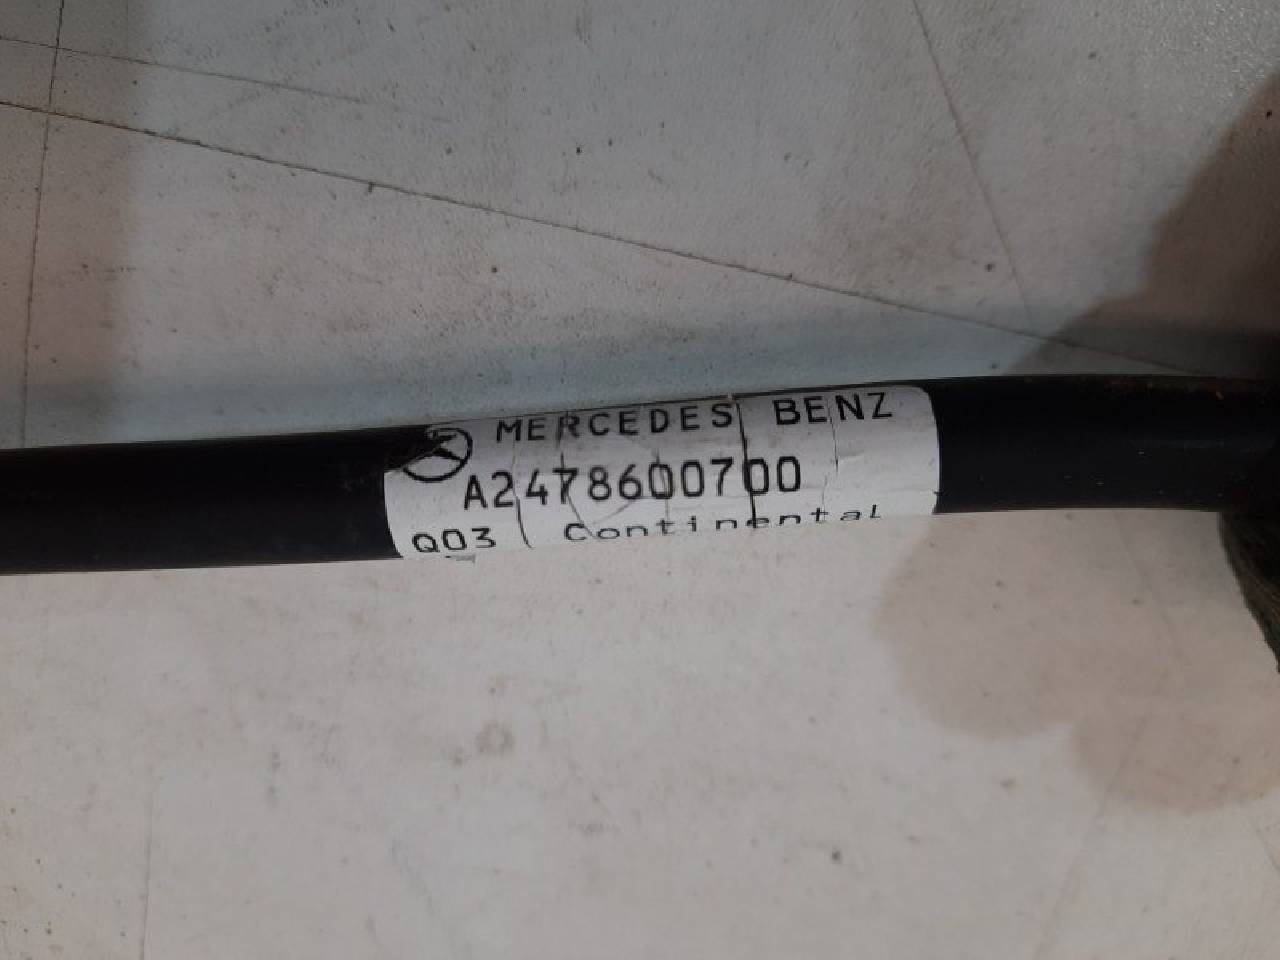 MERCEDES BENZ
A2478600700
Q03 Continental